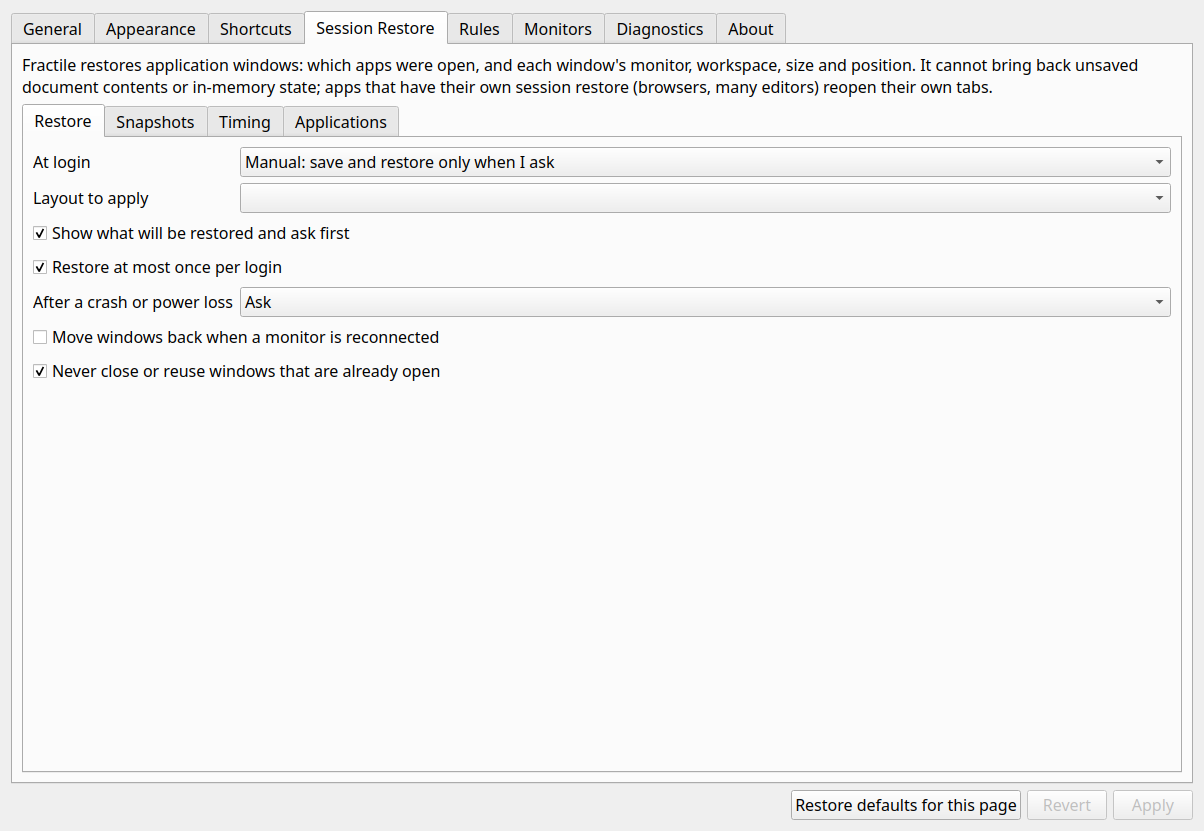 General Appearance Shortcuts Session Restore Rules Monitors Diagnostics About
Fractile restores application windows: which apps were open, and each window's monitor, workspace, size and position. It cannot bring back unsaved
document contents or in-memory state; apps that have their own session restore (browsers, many editors) reopen their own tabs.
Restore Snapshots Timing Applications
At login Manual: save and restore only when I ask
Layout to apply
Show what will be restored and ask first
Restore at most once per login
After a crash or power loss Ask
Move windows back when a monitor is reconnected
Never close or reuse windows that are already open
Restore defaults for this page Revert Apply